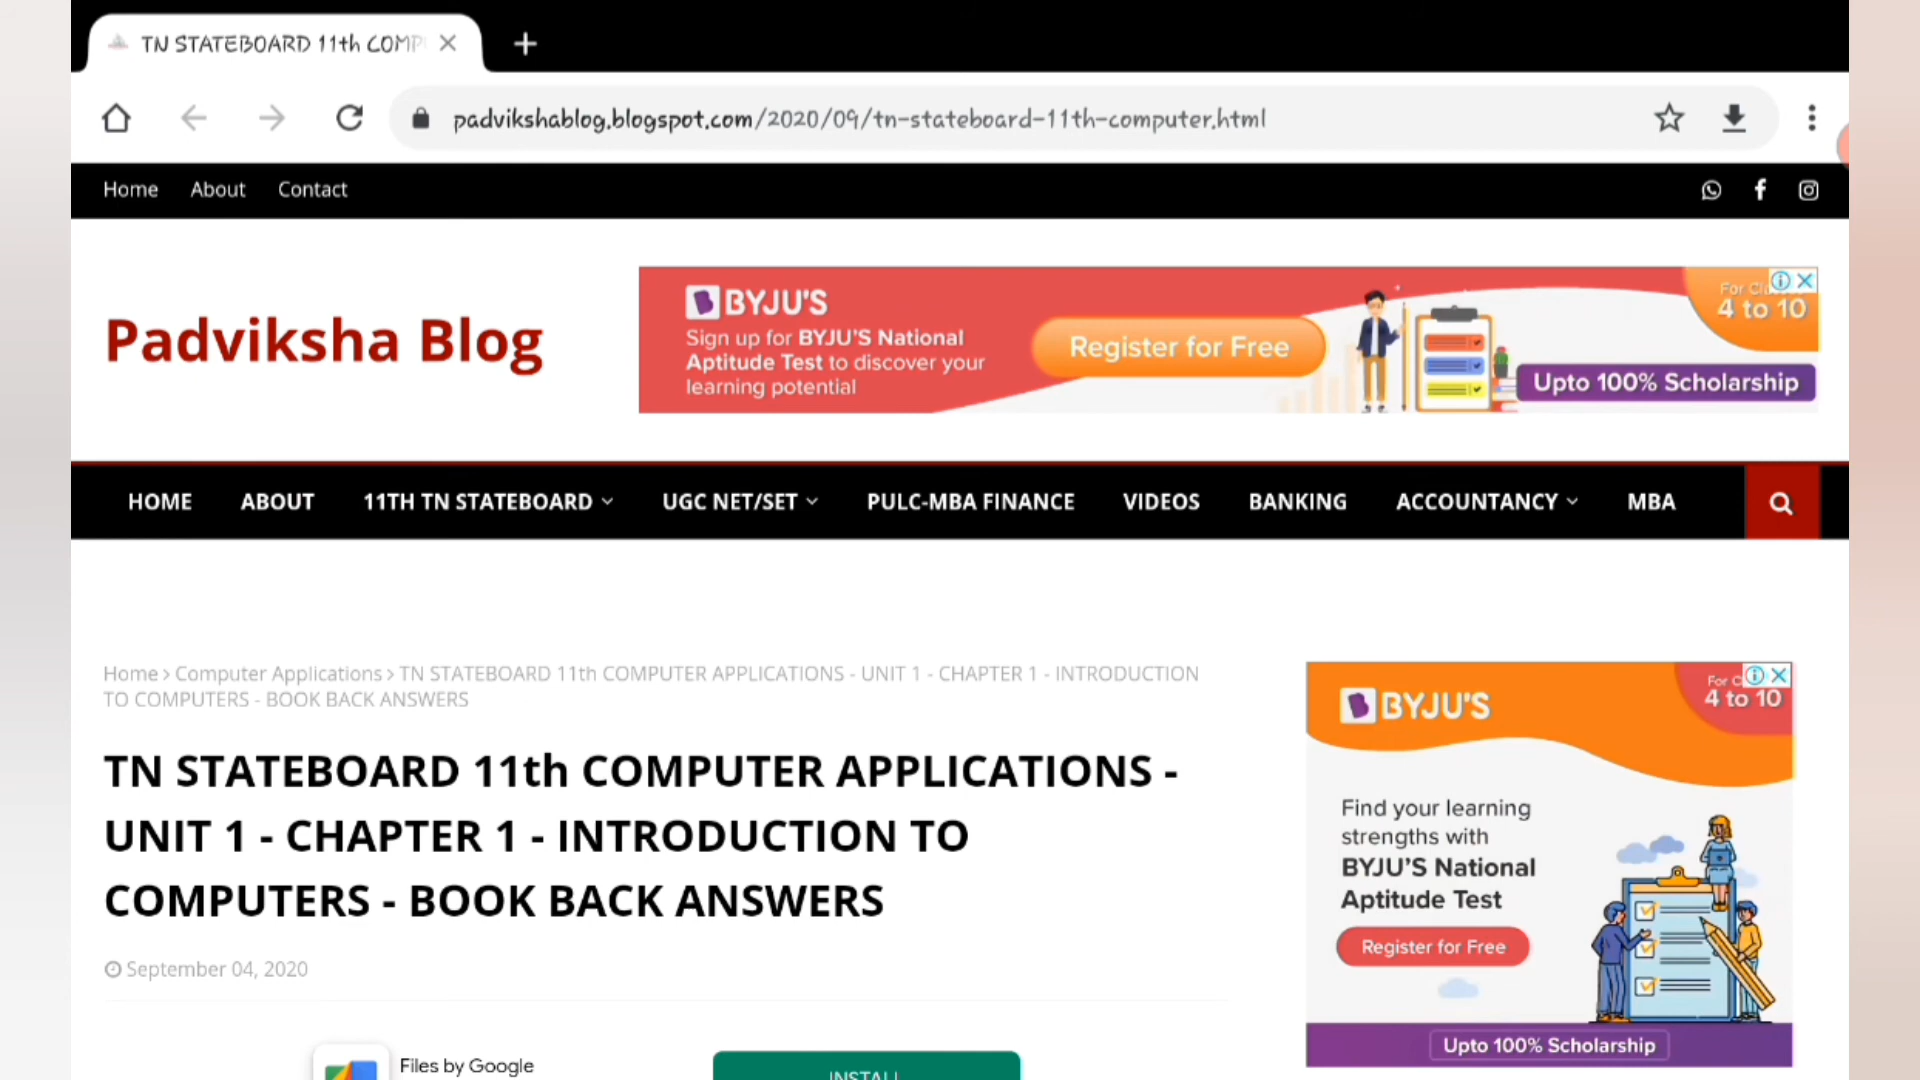 TN STATEBOARD 11th COMP
padvikshablog.blogspot.com/2020/09/tn-stateboard-11th-computer.html
Home About Contact
Padviksha Blog
BYJU'S
Sign up for BYJU'S National
Aptitude Test to discover your
learning potential
Register for Free
4 to 10
Upto 100% Scholarship
HOME ABOUT 11TH TN STATEBOARD UGC NET/SET PULC-MBA FINANCE VIDEOS BANKING ACCOUNTANCY MBA
Home > Computer Applications > TN STATEBOARD 11th COMPUTER APPLICATIONS - UNIT 1 - CHAPTER 1 - INTRODUCTION
TO COMPUTERS - BOOK BACK ANSWERS
TN STATEBOARD 11th COMPUTER APPLICATIONS -
UNIT 1 - CHAPTER 1 - INTRODUCTION TO
COMPUTERS - BOOK BACK ANSWERS
September 04, 2020
Files by Google
INSTALL
BYJU'S
For
4 to 10
Find your learning
strengths with
BYJU'S National
Aptitude Test
Register for Free
Upto 100% Scholarship